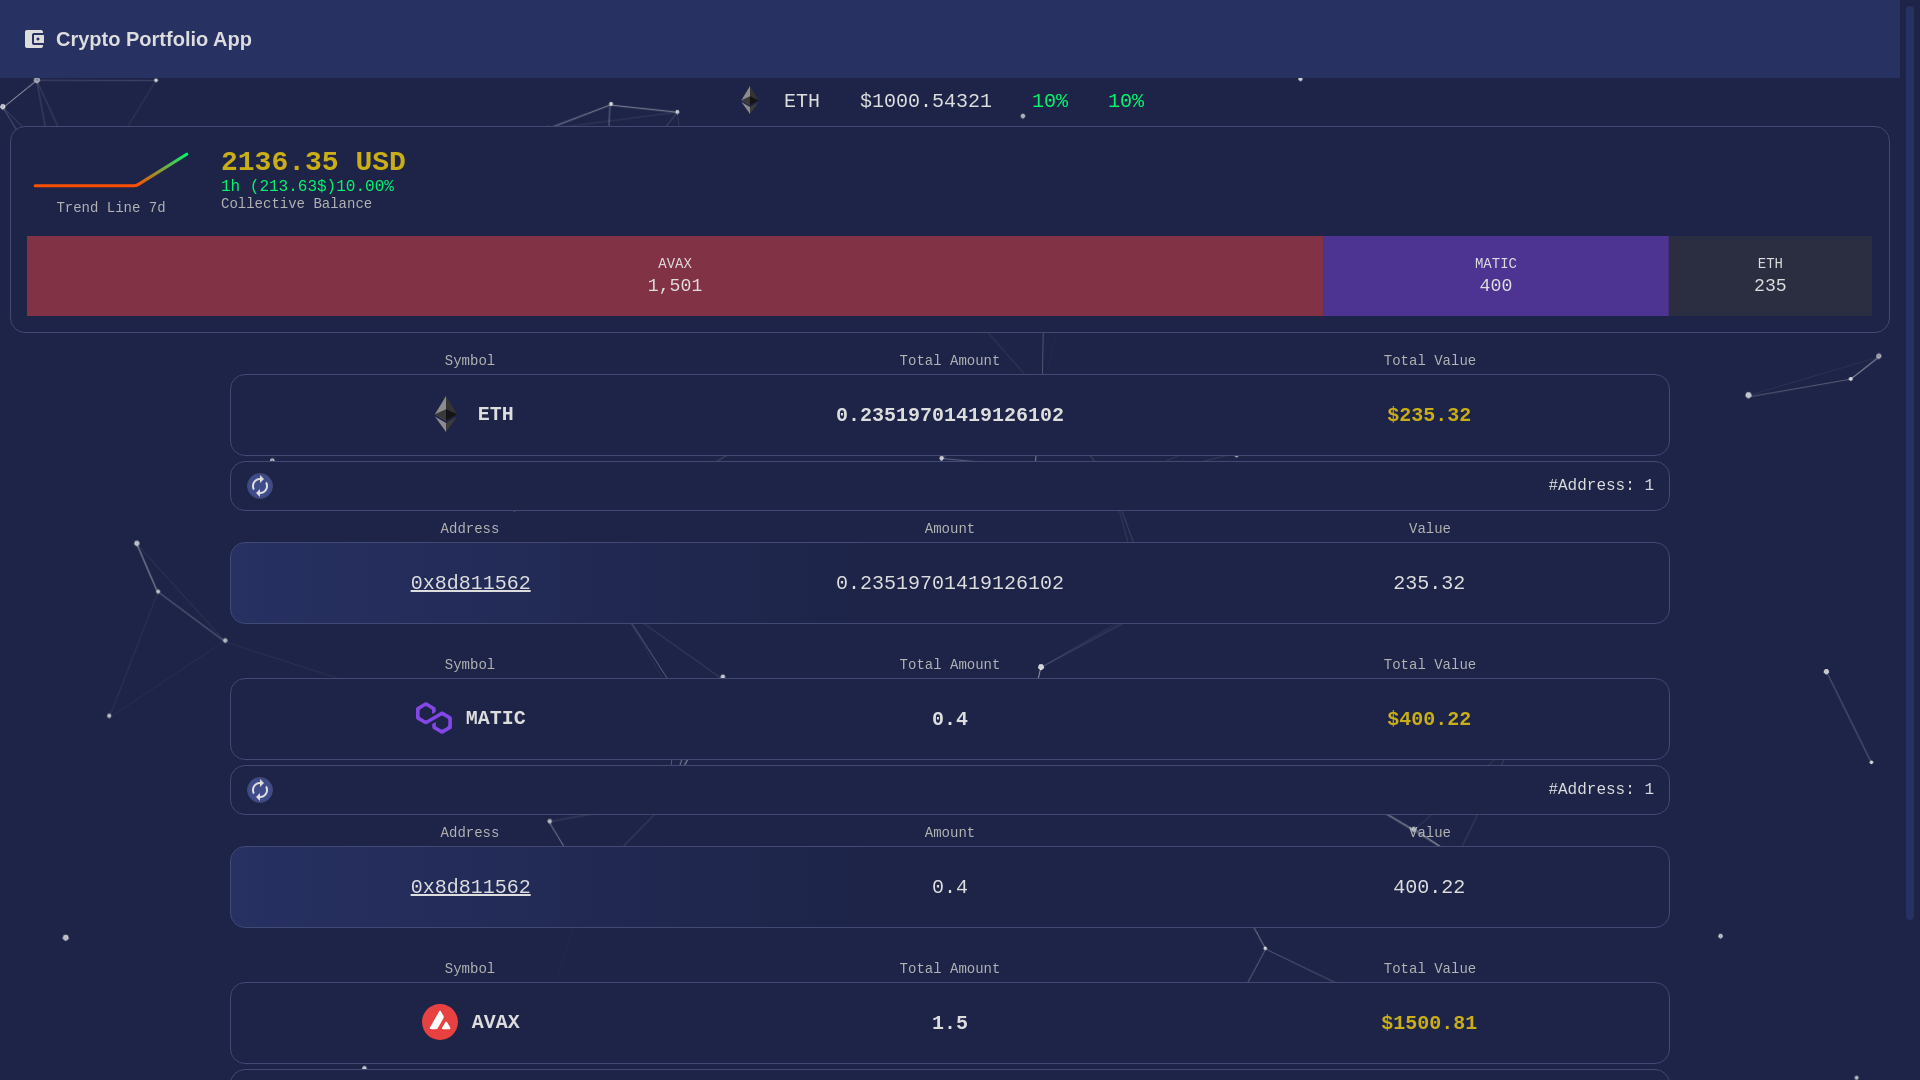 Crypto Portfolio App
ETH $1000.54321 10% 10%
2136.35 USD
1h (213.63$)10.00%
Collective Balance
Trend Line 7d
AVAX
1,501
MATIC
400
ETH
235
Symbol Total Amount Total Value
ETH 0.23519701419126102 $235.32
#Address: 1
Address Amount Value
0x8d811562 0.23519701419126102 235.32
Symbol Total Amount Total Value
MATIC 0.4 $400.22
#Address: 1
Address Amount Value
0x8d811562 0.4 400.22
Symbol Total Amount Total Value
AVAX 1.5 $1500.81